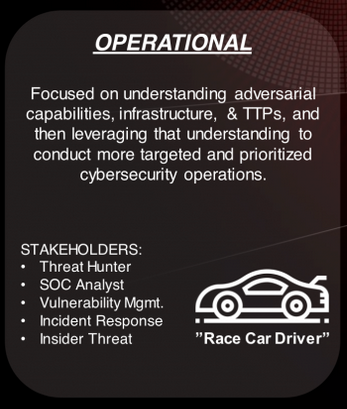 OPERATIONAL
Focused on understanding adversarial
capabilities, infrastructure, & TTPs, and
then leveraging that understanding to
conduct more targeted and prioritized
cybersecurity operations.
STAKEHOLDERS:
• Threat Hunter
• SOC Analyst
• Vulnerability Mgmt.
• Incident Response
• Insider Threat
”Race Car Driver”